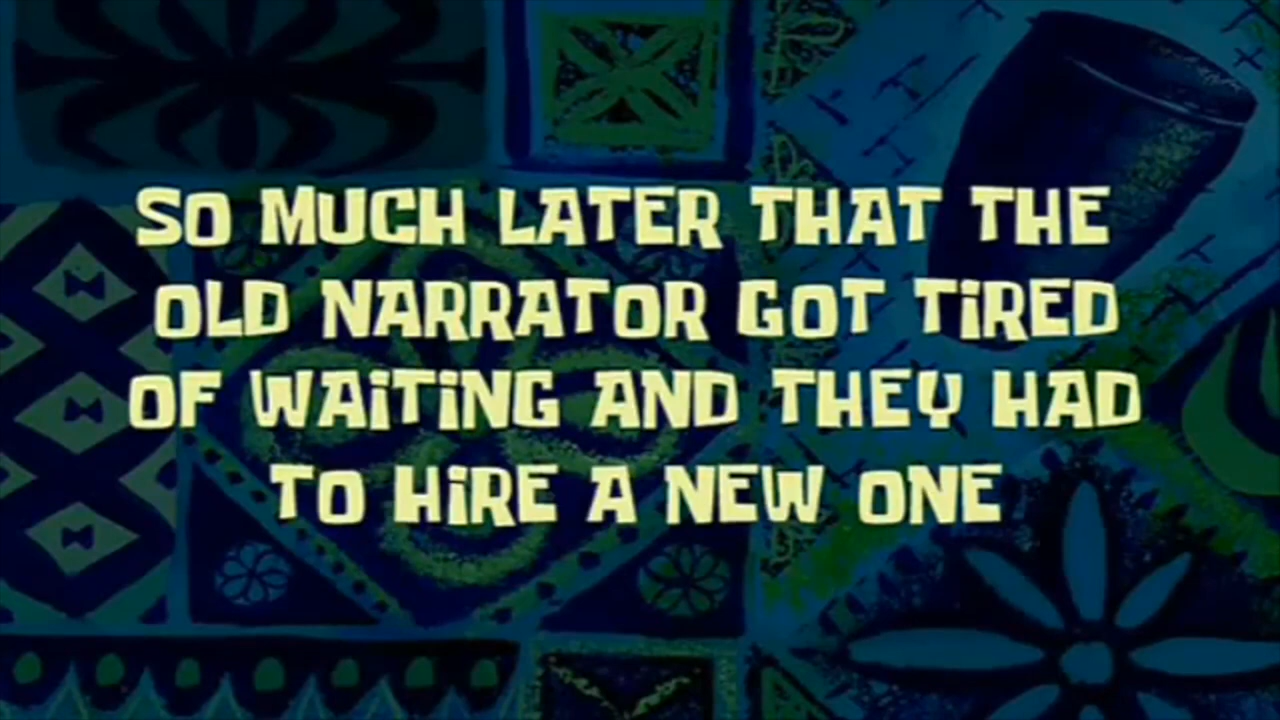 SO MUCH LATER THAT THE
OLD NARRATOR GOT TiRED
OF WAiTiNG AND THEY HAD
TO HiRE A NEW ONE